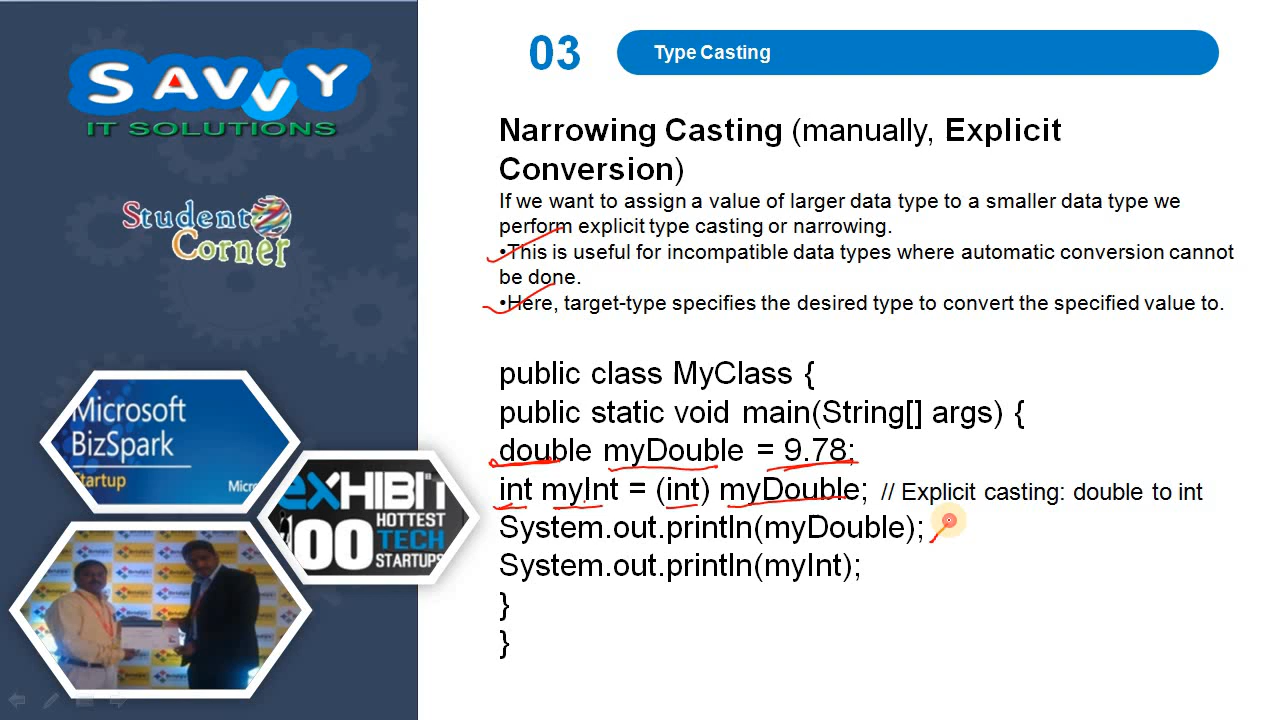 SAVVY
IT SOLUTIONS
Student
Corner
Microsoft
BizSpark
Startup
Micro
eXHIBIT
100 HOTTEST
TECH
STARTUPS
03
Type Casting
Narrowing Casting (manually, Explicit
Conversion)
If we want to assign a value of larger data type to a smaller data type we
perform explicit type casting or narrowing.
•This is useful for incompatible data types where automatic conversion cannot
be done.
•Here, target-type specifies the desired type to convert the specified value to.
public class MyClass {
public static void main(String[] args) {
double myDouble = 9.78;
int myInt = (int) myDouble; // Explicit casting: double to int
System.out.println(myDouble);
System.out.println(myInt);
}
}